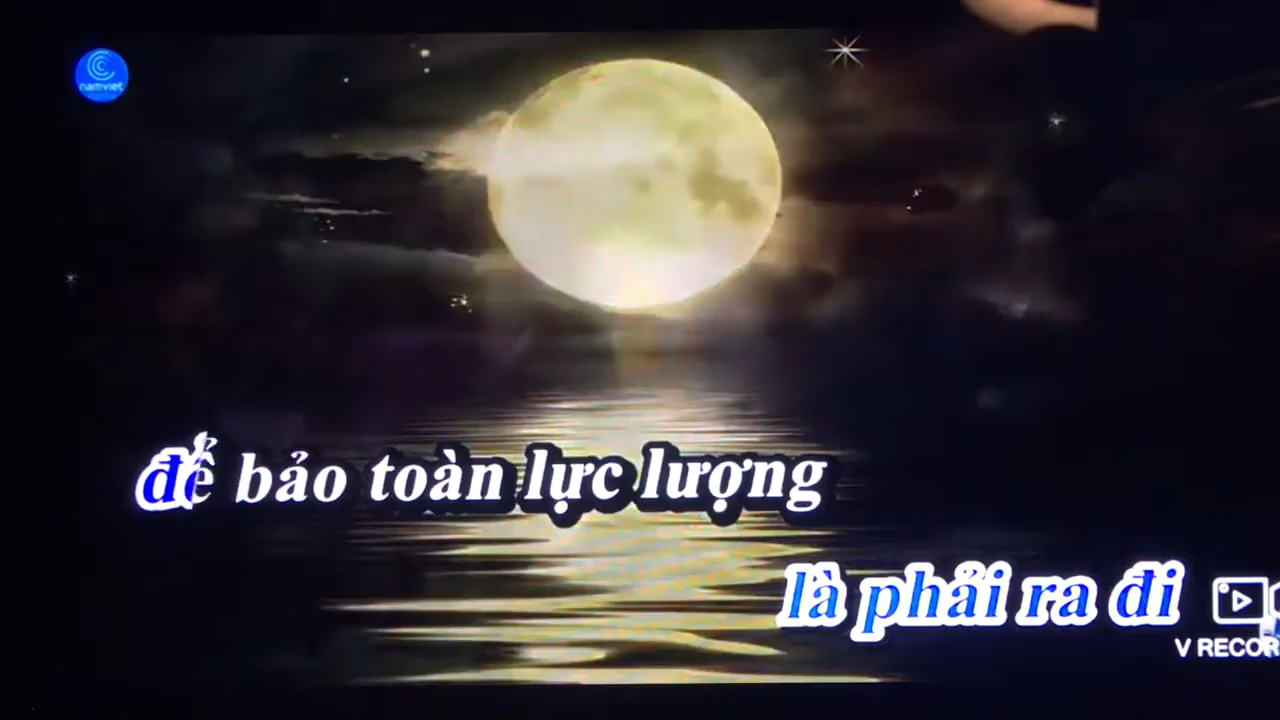 namviet
để bảo toàn lực lượng
là phải ra đi
V RECOR